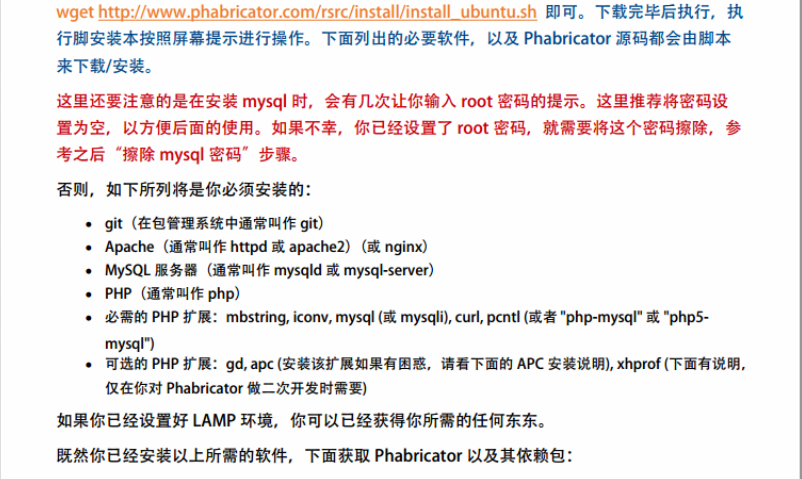 wget http://www.phabricator.com/rsrc/install/install_ubuntu.sh 即可。下载完毕后执行，执
行脚安装本按照屏幕提示进行操作。下面列出的必要软件，以及 Phabricator 源码都会由脚本
来下载/安装。
这里还要注意的是在安装 mysql 时，会有几次让你输入 root 密码的提示。这里推荐将密码设
置为空，以方便后面的使用。如果不幸，你已经设置了 root 密码，就需要将这个密码擦除，参
考之后“擦除 mysql 密码”步骤。
否则，如下所列将是你必须安装的：
• git（在包管理系统中通常叫作 git）
• Apache（通常叫作 httpd 或 apache2）（或 nginx）
• MySQL 服务器（通常叫作 mysqld 或 mysql-server）
• PHP（通常叫作 php）
• 必需的 PHP 扩展：mbstring, iconv, mysql (或 mysqli), curl, pcntl (或者 "php-mysql" 或 "php5-
mysql")
• 可选的 PHP 扩展：gd, apc (安装该扩展如果有困惑，请看下面的 APC 安装说明), xhprof (下面有说明，
仅在你对 Phabricator 做二次开发时需要)
如果你已经设置好 LAMP 环境，你可以已经获得你所需的任何东东。
既然你已经安装以上所需的软件，下面获取 Phabricator 以及其依赖包：